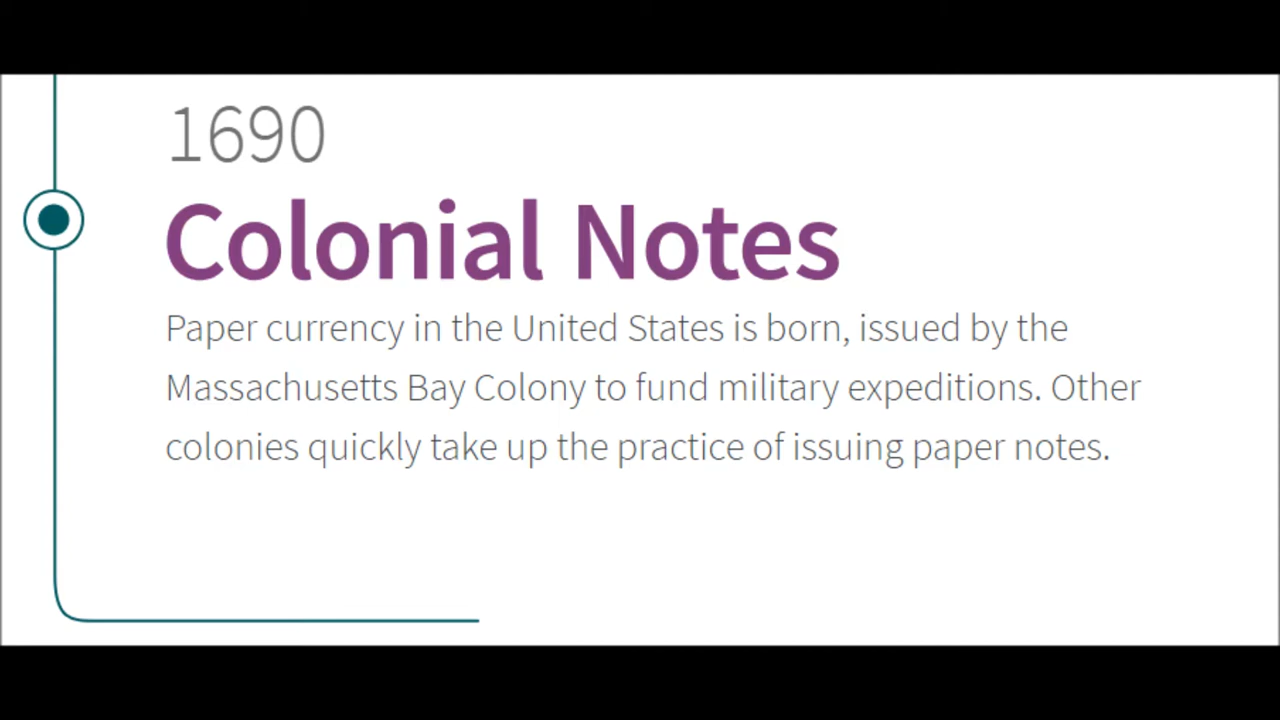 1690
Colonial Notes
Paper currency in the United States is born, issued by the
Massachusetts Bay Colony to fund military expeditions. Other
colonies quickly take up the practice of issuing paper notes.